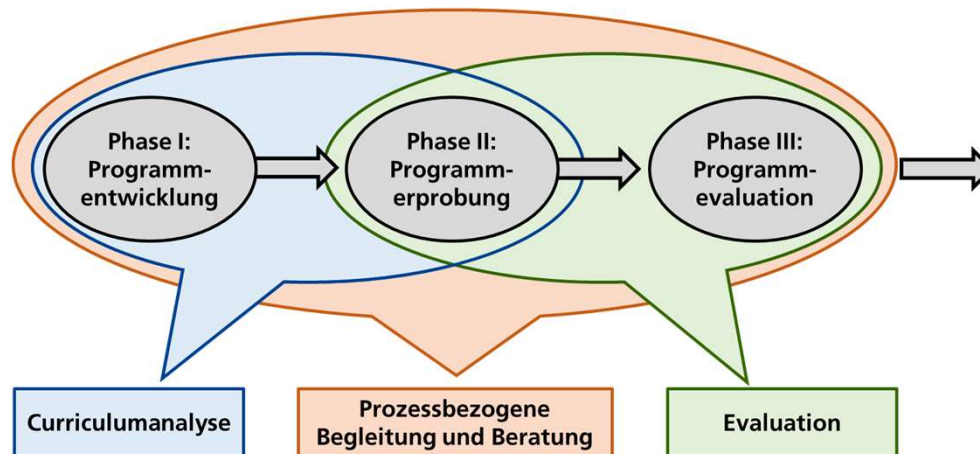 Phase I:
Programm-
entwicklung
Phase II:
Programm-
erprobung
Phase III:
Programm-
evaluation
Curriculumanalyse
Prozessbezogene
Begleitung und Beratung
Evaluation